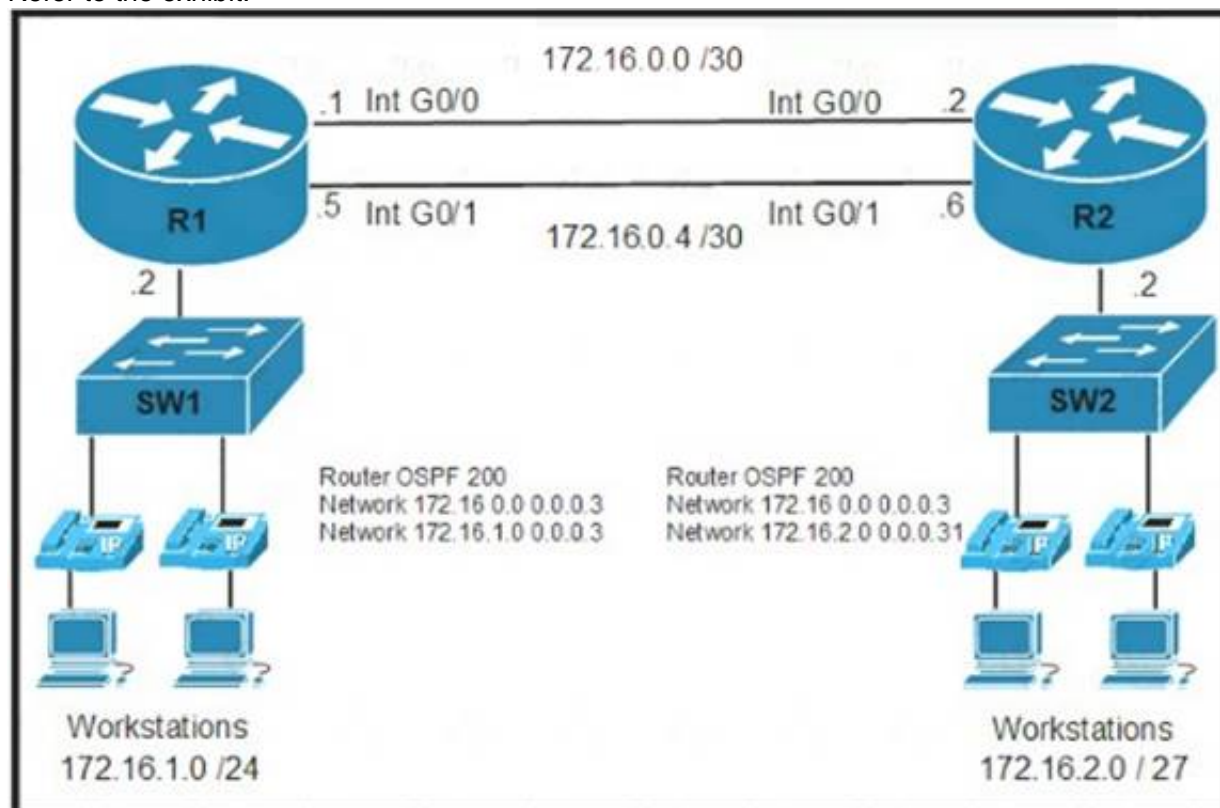 Refer to the exhibit.
172.16.0.0 /30
.1 Int G0/0
Int G0/0 .2
R1
R2
.5 Int G0/1
Int G0/1 .6
172.16.0.4 /30
.2
.2
SW1
SW2
Router OSPF 200
Network 172.16 0.0 0.0.0.3
Network 172.16.1.0 0.0.0.3
Router OSPF 200
Network 172.16 0.0 0.0.0.3
Network 172.16.2.0 0.0.0.31
IP
IP
IP
IP
Workstations
172.16.1.0 /24
Workstations
172.16.2.0 / 27